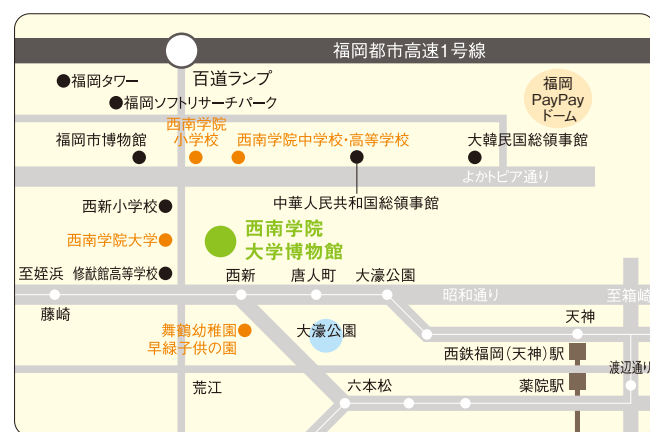 福岡都市高速1号線
福岡タワー
百道ランプ
福岡ソフトリサーチパーク
福岡
PayPay
ドーム
西南学院
小学校
福岡市博物館
西南学院中学校・高等学校
大韓民国総領事館
よかトピア通り
中華人民共和国総領事館
西新小学校
西南学院
大学博物館
西南学院大学
至姪浜
修猷館高等学校
西新
唐人町
大濠公園
昭和通り
至箱崎
藤崎
天神
舞鶴幼稚園
早緑子供の園
大濠公園
西鉄福岡(天神)駅
渡辺通り
荒江
六本松
薬院駅